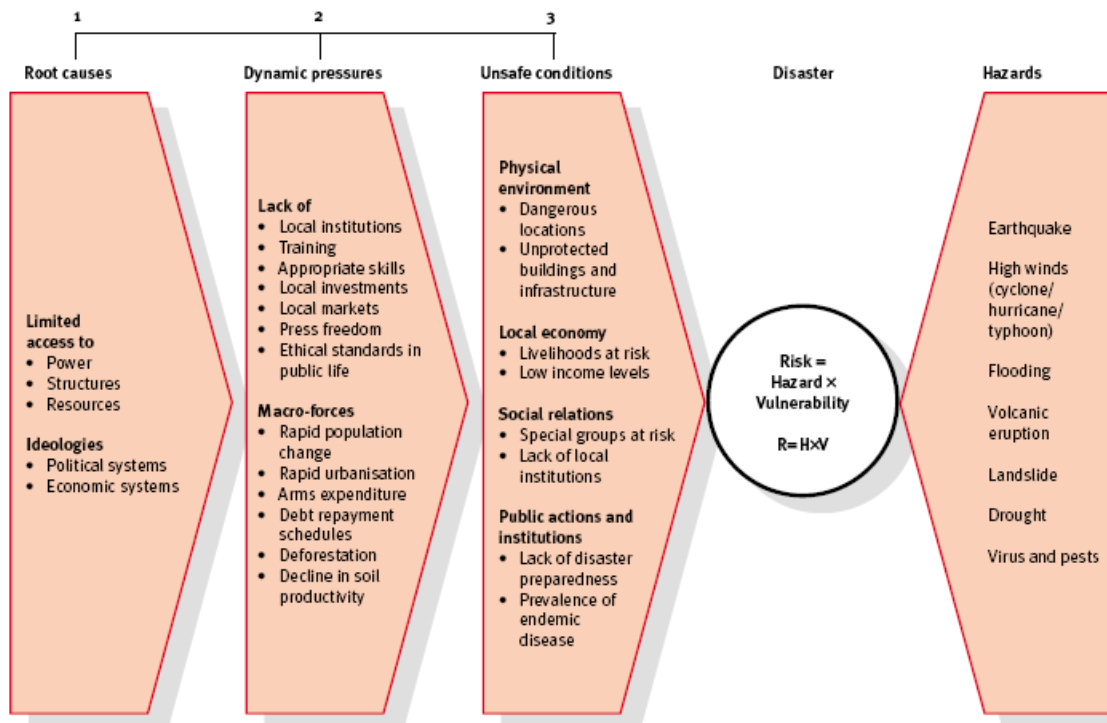 1
2
3
Root causes
Dynamic pressures
Unsafe conditions
Disaster
Hazards
Limited
access to
• Power
• Structures
• Resources
Ideologies
• Political systems
• Economic systems
Lack of
• Local institutions
• Training
• Appropriate skills
• Local investments
• Local markets
• Press freedom
• Ethical standards in
public life
Macro-forces
• Rapid population
change
• Rapid urbanisation
• Arms expenditure
• Debt repayment
schedules
• Deforestation
• Decline in soil
productivity
Physical
environment
• Dangerous
locations
• Unprotected
buildings and
infrastructure
Local economy
• Livelihoods at risk
• Low income levels
Social relations
• Special groups at risk
• Lack of local
institutions
Public actions and
institutions
• Lack of disaster
preparedness
• Prevalence of
endemic
disease
Risk =
Hazard ×
Vulnerability
R=H×V
Earthquake
High winds
(cyclone/
hurricane/
typhoon)
Flooding
Volcanic
eruption
Landslide
Drought
Virus and pests